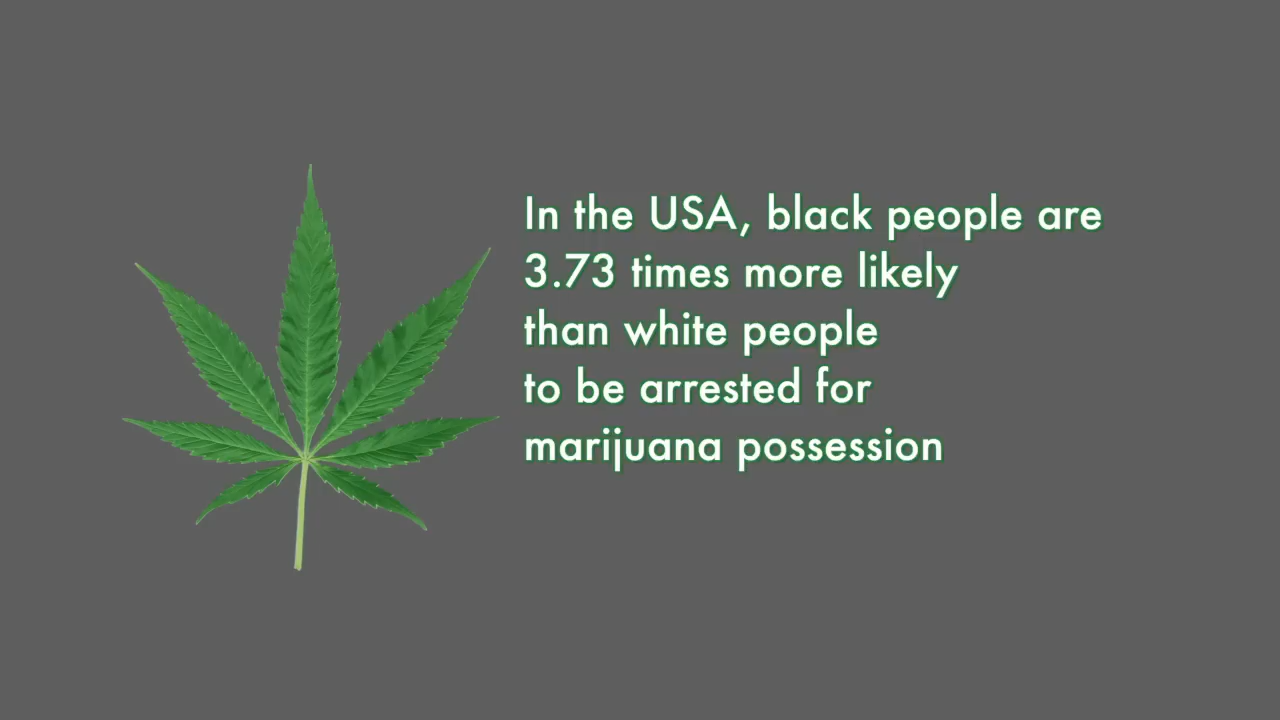 In the USA, black people are
3.73 times more likely
than white people
to be arrested for
marijuana possession